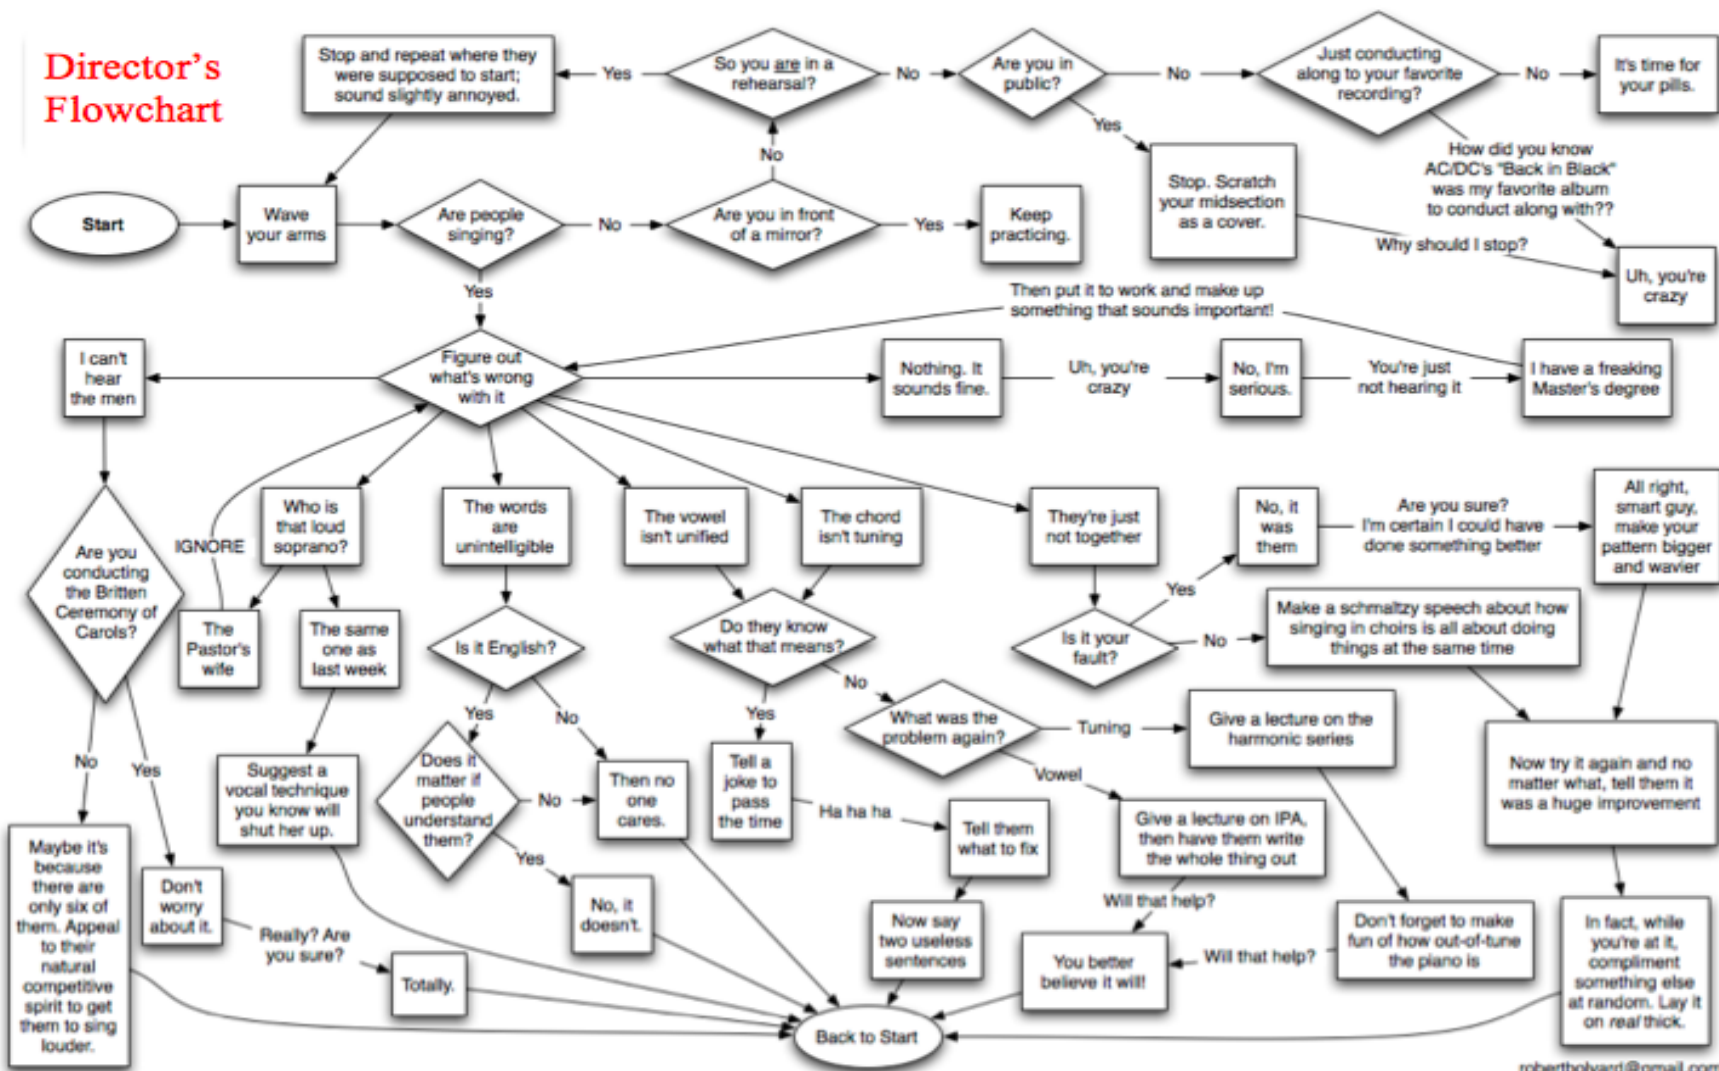 Director's
Flowchart
Stop and repeat where they
were supposed to start;
sound slightly annoyed.
Yes
So you are in a
rehearsal?
No
Are you in
public?
No
Just conducting
along to your favorite
recording?
No
It's time for
your pills.
Yes
How did you know
AC/DC's "Back in Black"
was my favorite album
to conduct along with??
No
Start
Wave
your arms
Are people
singing?
No
Are you in front
of a mirror?
Yes
Keep
practicing.
Stop. Scratch
your midsection
as a cover.
Why should I stop?
Uh, you're
crazy
Yes
Then put it to work and make up
something that sounds important!
I can't
hear
the men
Figure out
what's wrong
with it
Nothing. It
sounds fine.
Uh, you're
crazy
No, I'm
serious.
You're just
not hearing it
I have a freaking
Master's degree
Are you
conducting
the Britten
Ceremony of
Carols?
IGNORE
Who is
that loud
soprano?
The words
are
unintelligible
The vowel
isn't unified
The chord
isn't tuning
They're just
not together
No, it
was
them
Are you sure?
I'm certain I could have
done something better
All right,
smart guy,
make your
pattern bigger
and wavier
Yes
The
Pastor's
wife
The same
one as
last week
Is it English?
Do they know
what that means?
Is it your
fault?
No
Make a schmaltzy speech about how
singing in choirs is all about doing
things at the same time
No
Yes
Yes
No
Yes
No
What was the
problem again?
Tuning
Give a lecture on the
harmonic series
Now try it again and no
matter what, tell them it
was a huge improvement
Suggest a
vocal technique
you know will
shut her up.
Does it
matter if
people
understand
them?
No
Then no
one
cares.
Tell a
joke to
pass
the time
Ha ha ha
Tell them
what to fix
Vowel
Give a lecture on IPA,
then have them write
the whole thing out
Maybe it's
because
there are
only six of
them. Appeal
to their
natural
competitive
spirit to get
them to sing
louder.
Don't
worry
about it.
Really? Are
you sure?
Totally.
Yes
No, it
doesn't.
Now say
two useless
sentences
Will that help?
You better
believe it will!
Will that help?
Don't forget to make
fun of how out-of-tune
the piano is
In fact, while
you're at it,
compliment
something else
at random. Lay it
on real thick.
Back to Start
robertbolyard@gmail.com